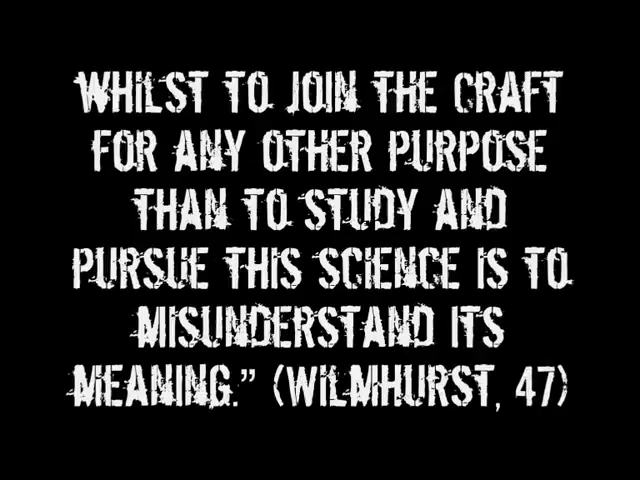 WHILST TO JOIN THE CRAFT
FOR ANY OTHER PURPOSE
THAN TO STUDY AND
PURSUE THIS SCIENCE IS TO
MISUNDERSTAND ITS
MEANING.” (WILMHURST, 47)